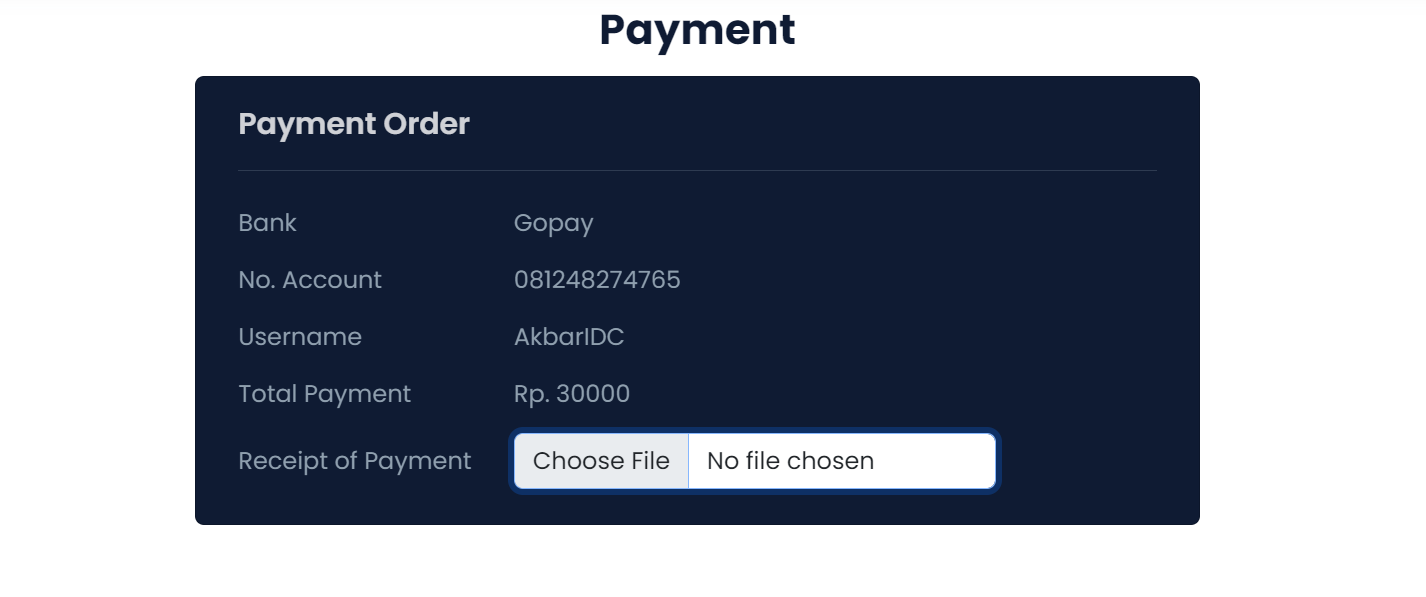 Payment
Payment Order
Bank Gopay
No. Account 081248274765
Username AkbarIDC
Total Payment Rp. 30000
Receipt of Payment Choose File No file chosen